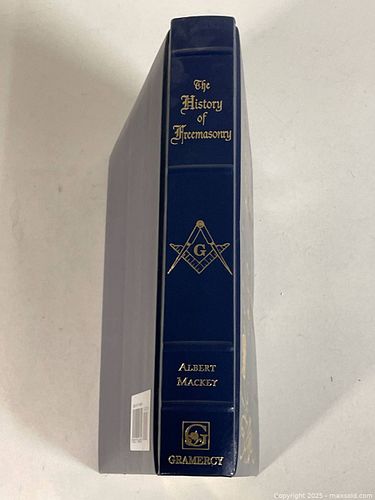 The
History
of
Freemasonry
G
ALBERT
MACKEY
G
GRAMERCY
Copyright 2025 - maxsold.com